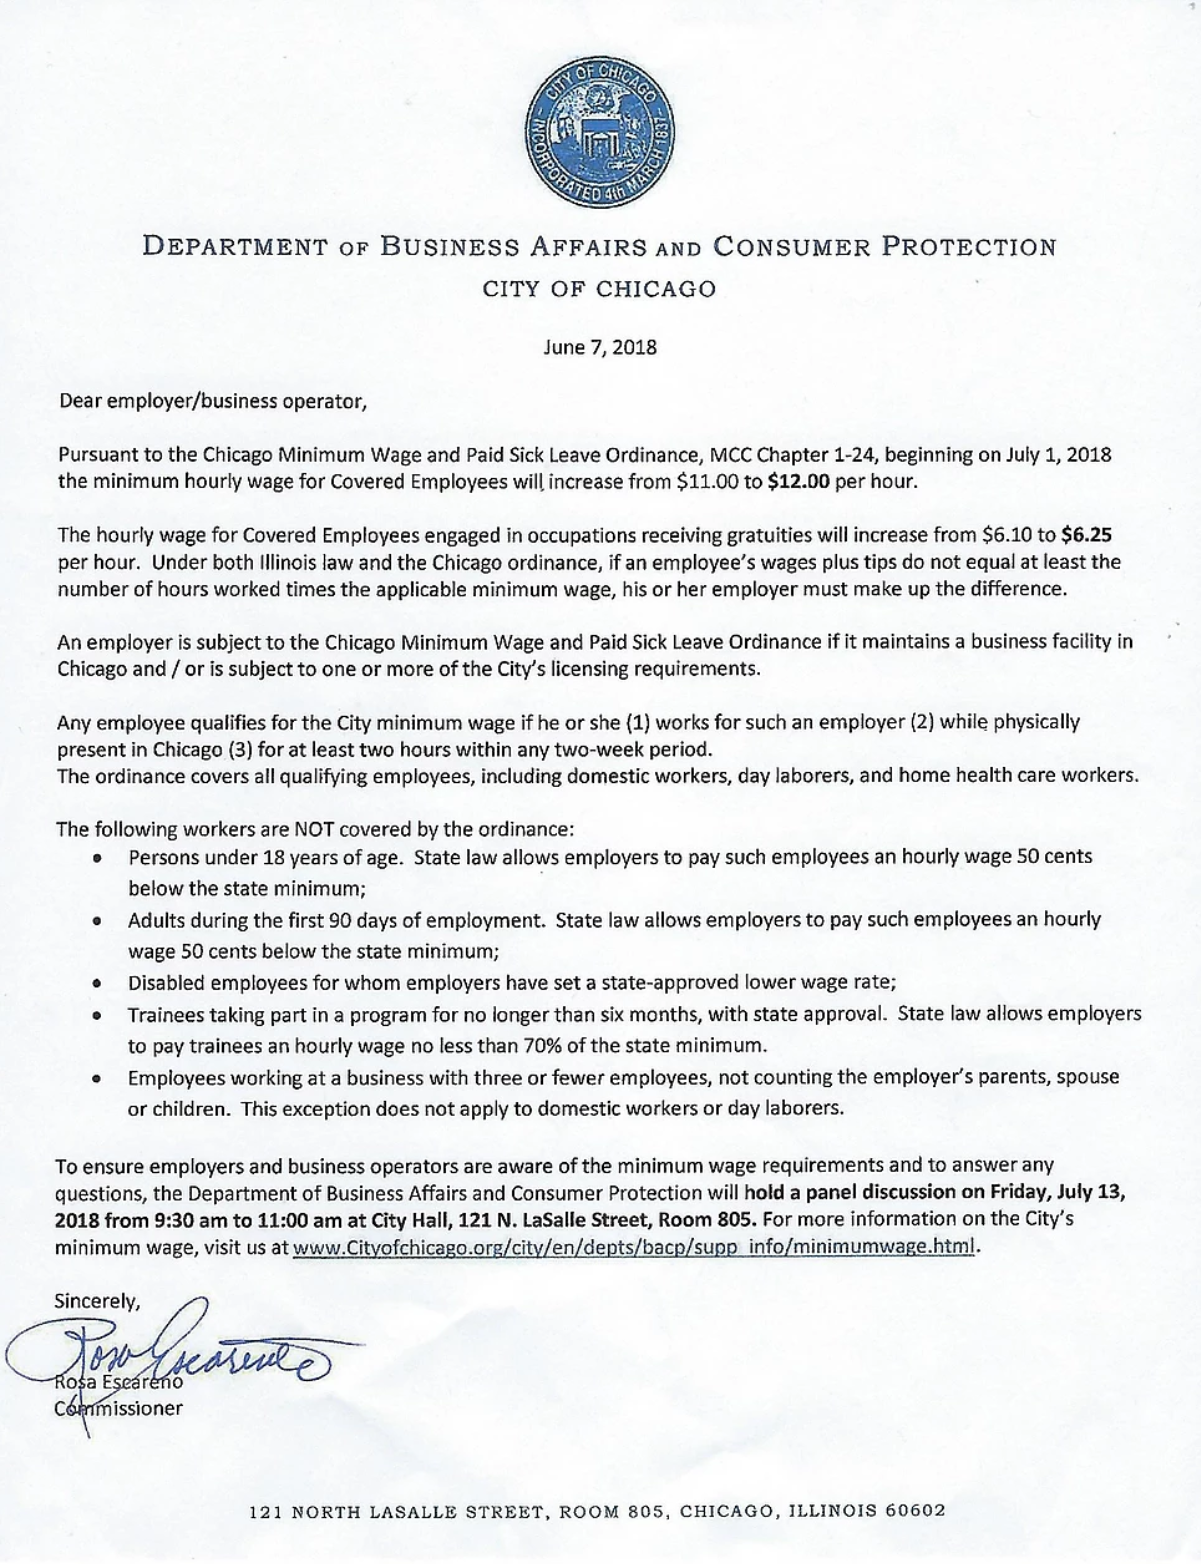 CITY OF CHICAGO
INCORPORATED 4th MARCH 1837
DEPARTMENT OF BUSINESS AFFAIRS AND CONSUMER PROTECTION
CITY OF CHICAGO
June 7, 2018
Dear employer/business operator,
Pursuant to the Chicago Minimum Wage and Paid Sick Leave Ordinance, MCC Chapter 1-24, beginning on July 1, 2018
the minimum hourly wage for Covered Employees will increase from $11.00 to $12.00 per hour.
The hourly wage for Covered Employees engaged in occupations receiving gratuities will increase from $6.10 to $6.25
per hour. Under both Illinois law and the Chicago ordinance, if an employee's wages plus tips do not equal at least the
number of hours worked times the applicable minimum wage, his or her employer must make up the difference.
An employer is subject to the Chicago Minimum Wage and Paid Sick Leave Ordinance if it maintains a business facility in
Chicago and / or is subject to one or more of the City's licensing requirements.
Any employee qualifies for the City minimum wage if he or she (1) works for such an employer (2) while physically
present in Chicago (3) for at least two hours within any two-week period.
The ordinance covers all qualifying employees, including domestic workers, day laborers, and home health care workers.
The following workers are NOT covered by the ordinance:
• Persons under 18 years of age. State law allows employers to pay such employees an hourly wage 50 cents
below the state minimum;
• Adults during the first 90 days of employment. State law allows employers to pay such employees an hourly
wage 50 cents below the state minimum;
• Disabled employees for whom employers have set a state-approved lower wage rate;
• Trainees taking part in a program for no longer than six months, with state approval. State law allows employers
to pay trainees an hourly wage no less than 70% of the state minimum.
• Employees working at a business with three or fewer employees, not counting the employer's parents, spouse
or children. This exception does not apply to domestic workers or day laborers.
To ensure employers and business operators are aware of the minimum wage requirements and to answer any
questions, the Department of Business Affairs and Consumer Protection will hold a panel discussion on Friday, July 13,
2018 from 9:30 am to 11:00 am at City Hall, 121 N. LaSalle Street, Room 805. For more information on the City's
minimum wage, visit us at www.Cityofchicago.org/city/en/depts/bacp/supp_info/minimumwage.html.
Sincerely,
Rosa Escareno
Rosa Escareno
Commissioner
121 NORTH LASALLE STREET, ROOM 805, CHICAGO, ILLINOIS 60602